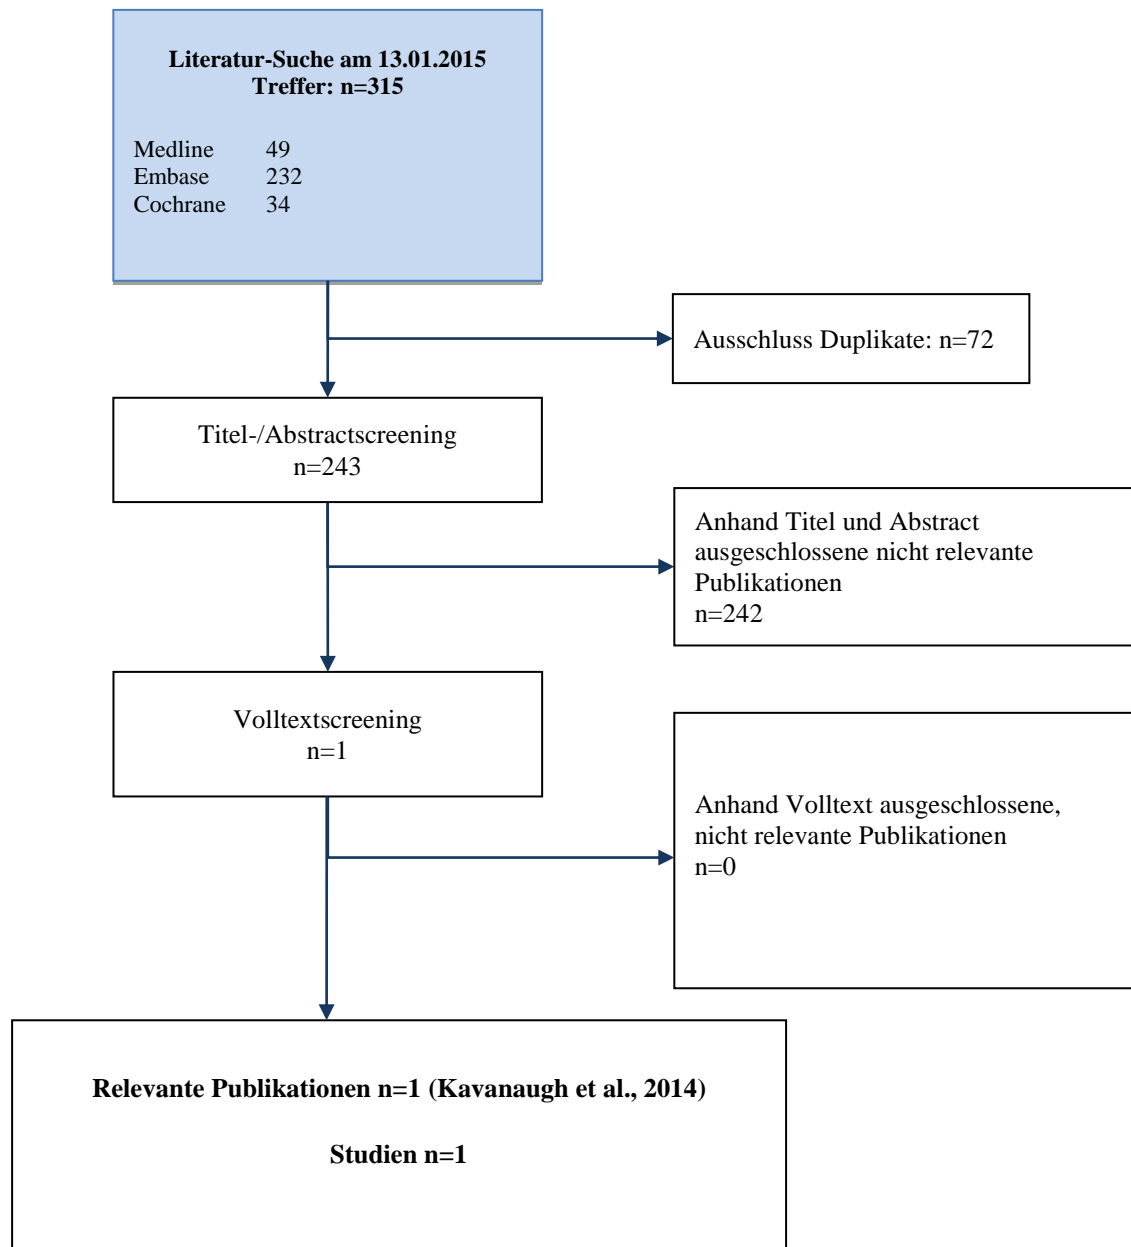 Literatur-Suche am 13.01.2015
Treffer: n=315
Medline 49
Embase 232
Cochrane 34
Ausschluss Duplikate: n=72
Titel-/Abstractscreening
n=243
Anhand Titel und Abstract
ausgeschlossene nicht relevante
Publikationen
n=242
Volltextscreening
n=1
Anhand Volltext ausgeschlossene,
nicht relevante Publikationen
n=0
Relevante Publikationen n=1 (Kavanaugh et al., 2014)
Studien n=1